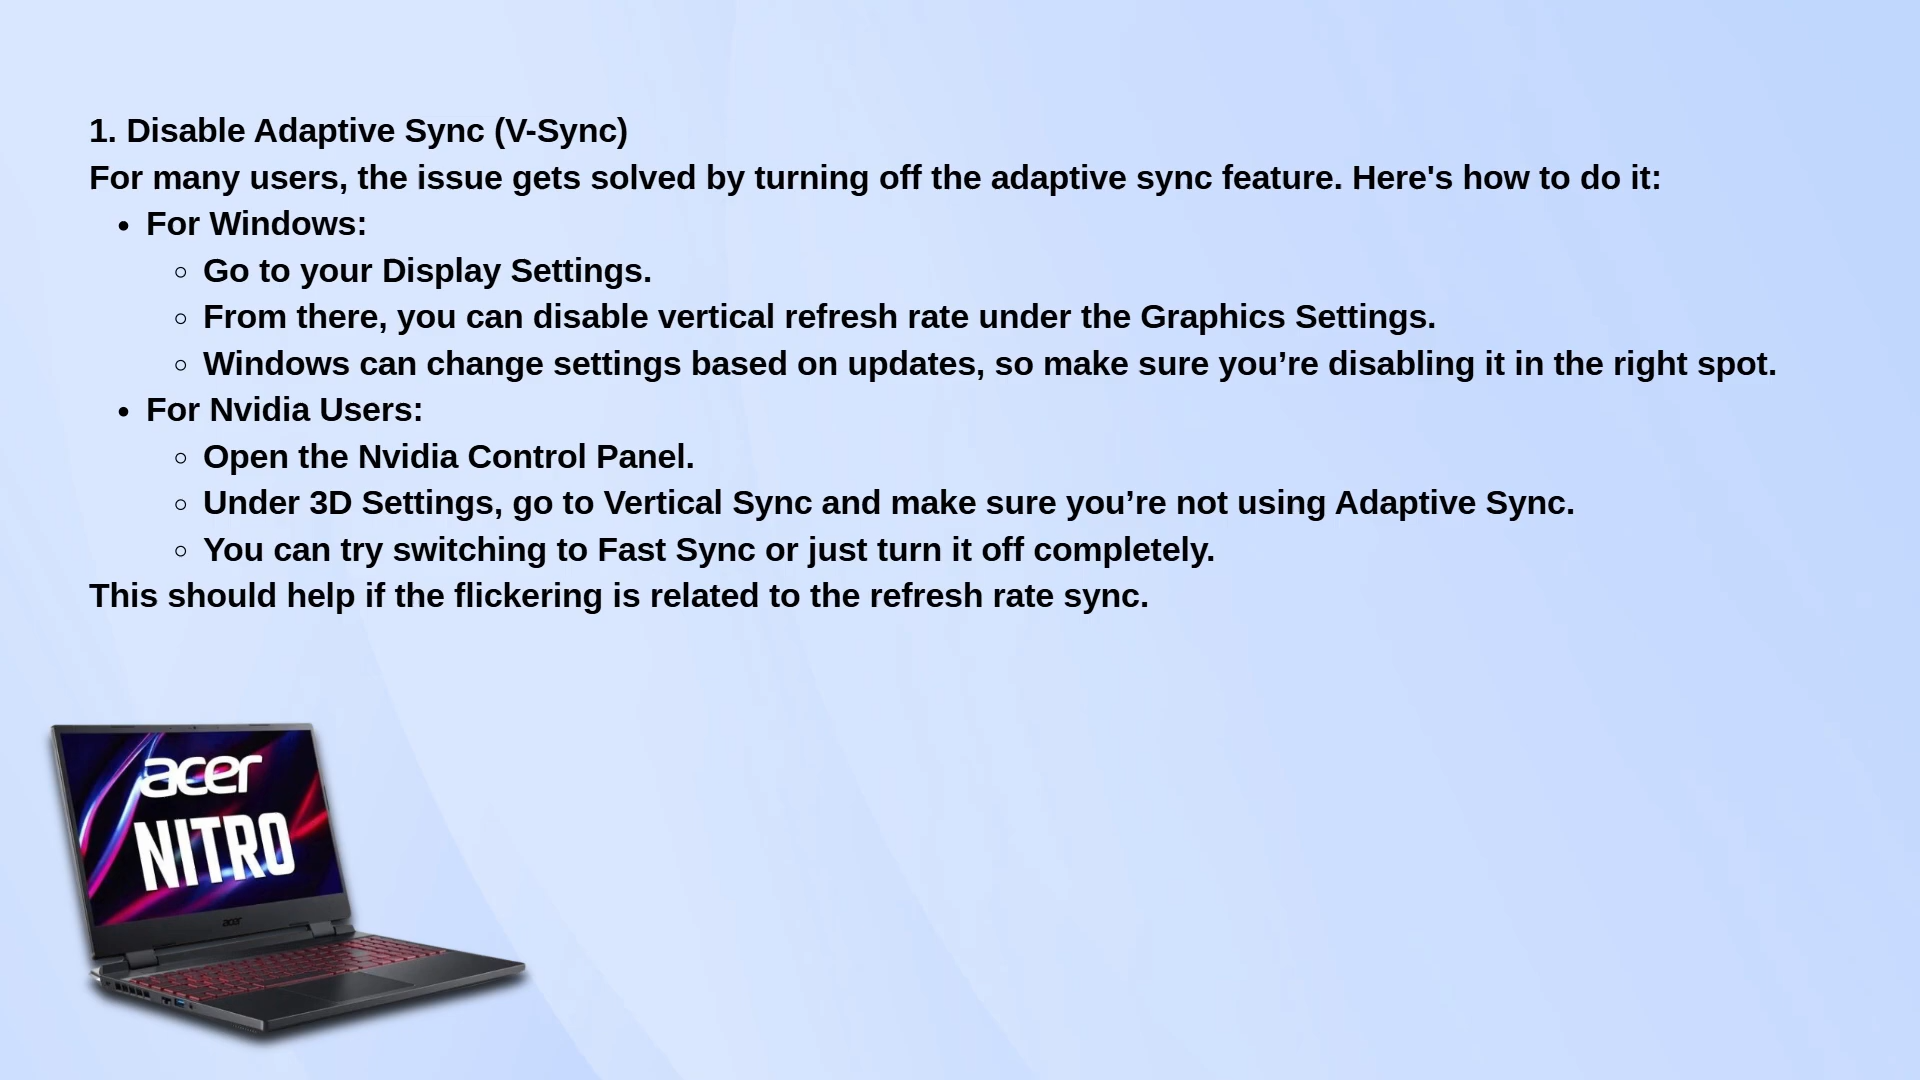 1. Disable Adaptive Sync (V-Sync)
For many users, the issue gets solved by turning off the adaptive sync feature. Here's how to do it:
• For Windows:
○ Go to your Display Settings.
○ From there, you can disable vertical refresh rate under the Graphics Settings.
○ Windows can change settings based on updates, so make sure you’re disabling it in the right spot.
• For Nvidia Users:
○ Open the Nvidia Control Panel.
○ Under 3D Settings, go to Vertical Sync and make sure you’re not using Adaptive Sync.
○ You can try switching to Fast Sync or just turn it off completely.
This should help if the flickering is related to the refresh rate sync.
acer
NITRO
acer